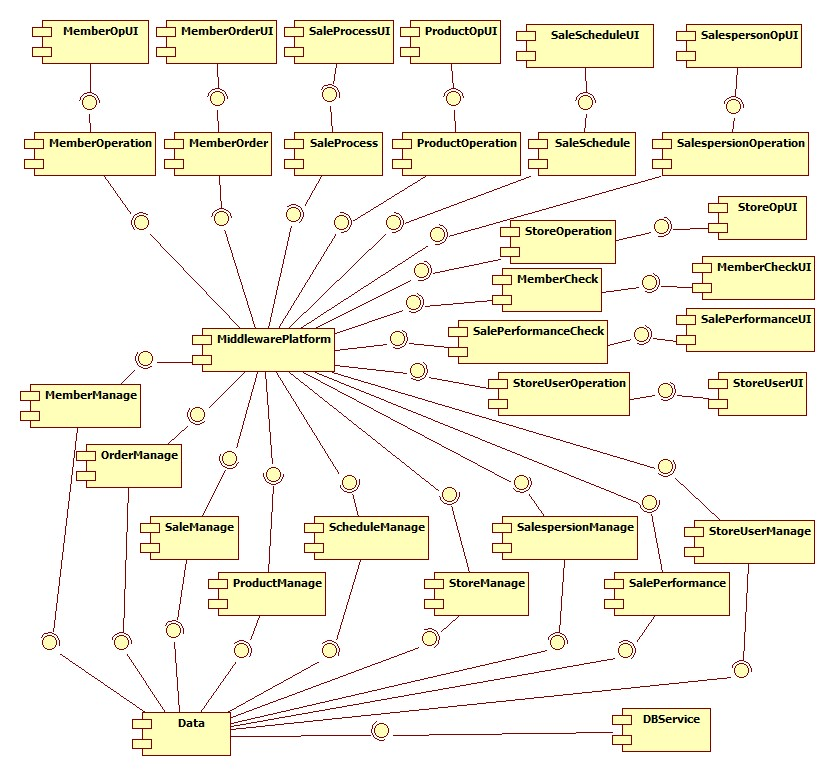 MemberOpUI
MemberOrderUI
SaleProcessUI
ProductOpUI
SaleScheduleUI
SalespersonOpUI
MemberOperation
MemberOrder
SaleProcess
ProductOperation
SaleSchedule
SalespersionOperation
StoreOpUI
StoreOperation
MemberCheckUI
MemberCheck
SalePerformanceUI
SalePerformanceCheck
MiddlewarePlatform
StoreUserOperation
StoreUserUI
MemberManage
OrderManage
SaleManage
ScheduleManage
SalespersionManage
StoreUserManage
ProductManage
StoreManage
SalePerformance
Data
DBService